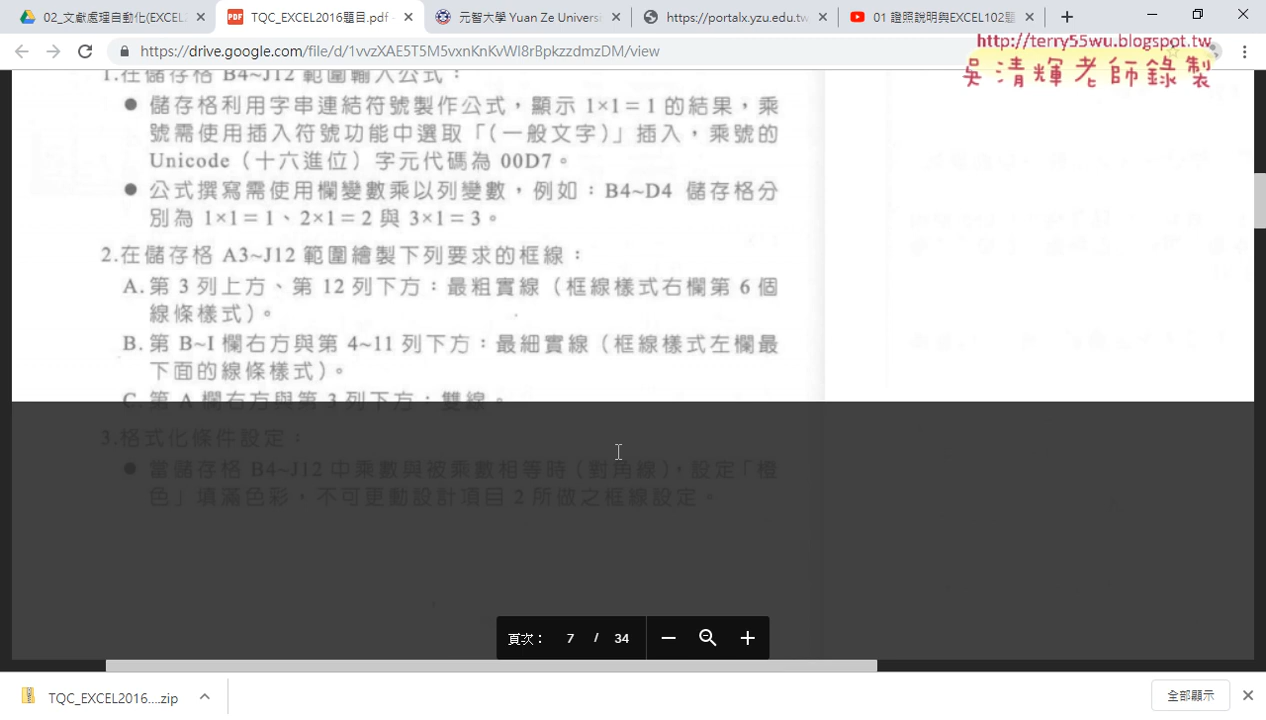 02_文獻處理自動化(EXCEL
TQC_EXCEL2016題目.pdf -
元智大學 Yuan Ze Universi
https://portalx.yzu.edu.tw
01 證照說明與EXCEL102題
https://drive.google.com/file/d/1vvzXAE5T5M5vxnKnKvWI8rBpkzzdmzDM/view
http://terry55wu.blogspot.tw
吳清輝老師錄製
1.在儲存格 B4~J12 範圍輸入公式：
● 儲存格利用字串連結符號製作公式，顯示 1×1＝1 的結果，乘
號需使用插入符號功能中選取「(一般文字)」插入，乘號的
Unicode（十六進位）字元代碼為 00D7。
● 公式撰寫需使用欄變數乘以列變數，例如：B4~D4 儲存格分
別為 1×1＝1、2×1＝2 與 3×1＝3。
2.在儲存格 A3~J12 範圍繪製下列要求的框線：
A.第 3 列上方、第 12 列下方：最粗實線（框線樣式右欄第 6 個
線條樣式）。
B.第 B~I 欄右方與第 4~11 列下方：最細實線（框線樣式左欄最
下面的線條樣式）。
C.第 A 欄右方與第 3 列下方：雙線。
3.格式化條件設定：
● 當儲存格 B4~J12 中乘數與被乘數相等時（對角線），設定「橙
色」填滿色彩，不可更動設計項目 2 所做之框線設定。
頁次： 7 / 34
TQC_EXCEL2016....zip
全部顯示